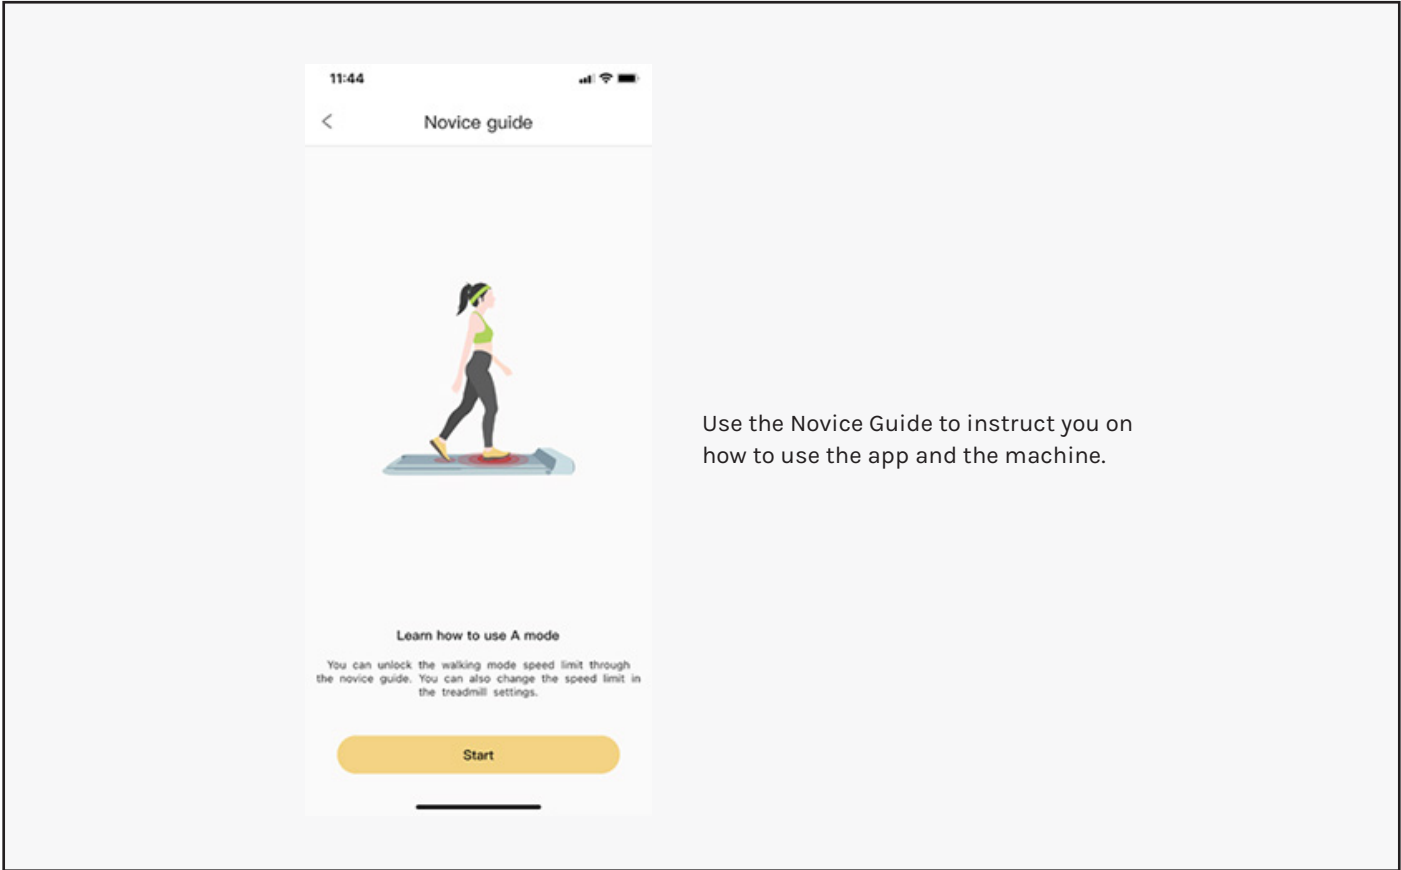 11:44
Novice guide
Use the Novice Guide to instruct you on
how to use the app and the machine.
Learn how to use A mode
You can unlock the walking mode speed limit through
the novice guide. You can also change the speed limit in
the treadmill settings.
Start